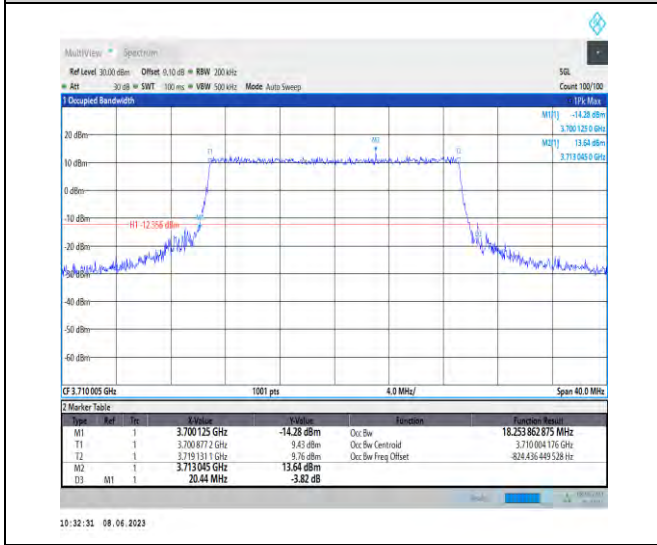 MultiView Spectrum
Ref Level 30.00 dBm Offset 0.10 dB RBW 200 kHz SGL
Att 30 dB SWT 100 ms VBW 500 kHz Mode Auto Sweep Count 100/100
1 Occupied Bandwidth 1Pk Max
M1[1] -14.28 dBm
3.700 125 0 GHz
M2[1] 13.64 dBm
3.713 045 0 GHz
20 dBm
M2
T1 T2
10 dBm
0 dBm
-10 dBm
H1 -12.356 dBm
-20 dBm
-30 dBm
-40 dBm
-50 dBm
-60 dBm
CF 3.710 005 GHz 1001 pts 4.0 MHz/ Span 40.0 MHz
2 Marker Table
Type Ref Trc X-Value Y-Value Function Function Result
M1 1 3.700 125 GHz -14.28 dBm Occ Bw 18.253 862 875 MHz
T1 1 3.700 877 2 GHz 9.43 dBm Occ Bw Centroid 3.710 004 176 GHz
T2 1 3.719 131 1 GHz 9.76 dBm Occ Bw Freq Offset -824.436 449 528 Hz
M2 1 3.713 045 GHz 13.64 dBm
D3 M1 1 20.44 MHz -3.82 dB
10:32:31 08.06.2023